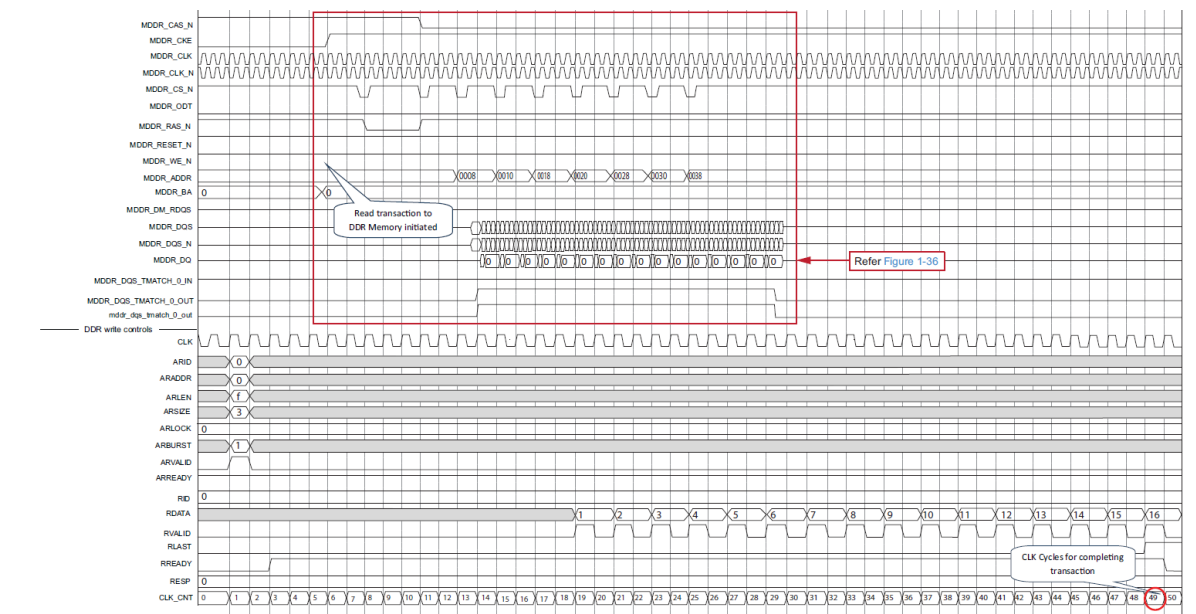 MDDR_CAS_N
MDDR_CKE
MDDR_CLK
MDDR_CLK_N
MDDR_CS_N
MDDR_ODT
MDDR_RAS_N
MDDR_RESET_N
MDDR_WE_N
MDDR_ADDR 0008 0010 0018 0020 0028 0030 0038
MDDR_BA 0 0
Read transaction to
DDR Memory initiated
MDDR_DM_RDQS
MDDR_DQS
MDDR_DQS_N
MDDR_DQ 0 0 0 0 0 0 0 0 0 0 0 0 0 0 0 0
Refer Figure 1-36
MDDR_DQS_TMATCH_0_IN
MDDR_DQS_TMATCH_0_OUT
mddr_dqs_tmatch_0_out
DDR write controls
CLK
ARID 0
ARADDR 0
ARLEN f
ARSIZE 3
ARLOCK 0
ARBURST 1
ARVALID
ARREADY
RID 0
RDATA 1 2 3 4 5 6 7 8 9 10 11 12 13 14 15 16
RVALID
RLAST
RREADY
CLK Cycles for completing
transaction
RESP 0
CLK_CNT 0 1 2 3 4 5 6 7 8 9 10 11 12 13 14 15 16 17 18 19 20 21 22 23 24 25 26 27 28 29 30 31 32 33 34 35 36 37 38 39 40 41 42 43 44 45 46 47 48 49 50